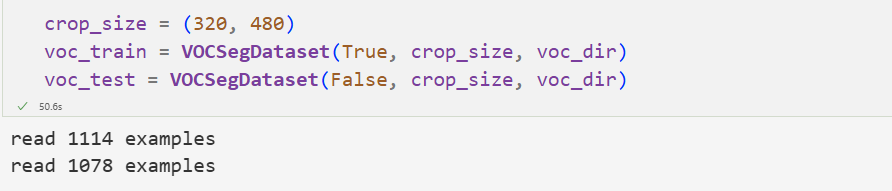 crop_size = (320, 480)
voc_train = VOCSegDataset(True, crop_size, voc_dir)
voc_test = VOCSegDataset(False, crop_size, voc_dir)
✓ 50.6s
read 1114 examples
read 1078 examples